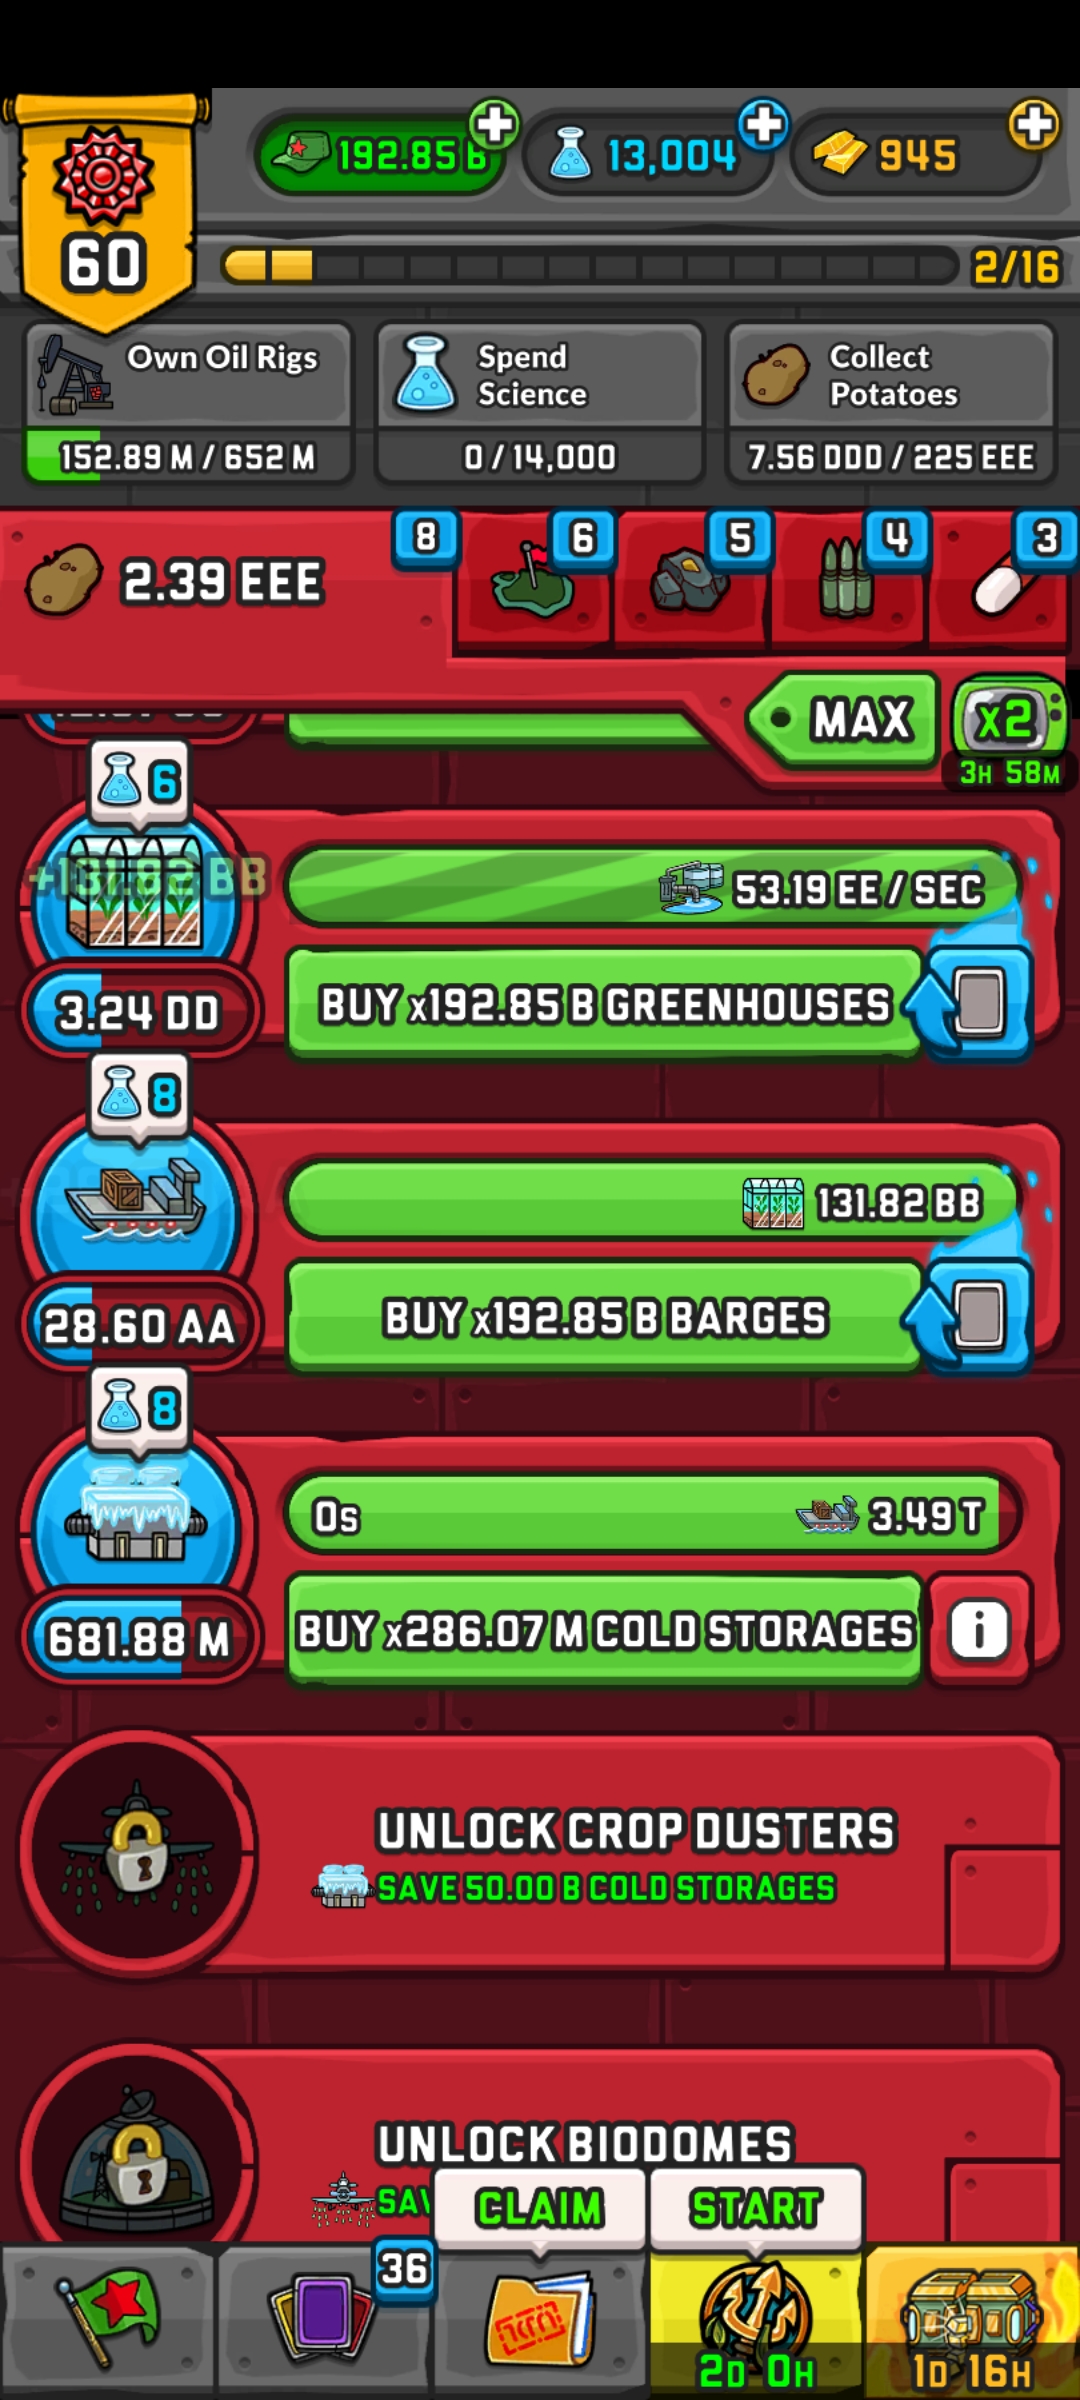 192.85 B
13,004
945
60
2/16
Own Oil Rigs
152.89 M / 652 M
Spend
Science
0 / 14,000
Collect
Potatoes
7.56 DDD / 225 EEE
2.39 EEE
8
6
5
4
3
MAX
x2
3H 58M
6
+131.82 BB
53.19 EE / SEC
3.24 DD
BUY x192.85 B GREENHOUSES
8
131.82 BB
28.60 AA
BUY x192.85 B BARGES
8
0s
3.49 T
681.88 M
BUY x286.07 M COLD STORAGES
i
UNLOCK CROP DUSTERS
SAVE 50.00 B COLD STORAGES
UNLOCK BIODOMES
CLAIM
START
36
2D 0H
1D 16H